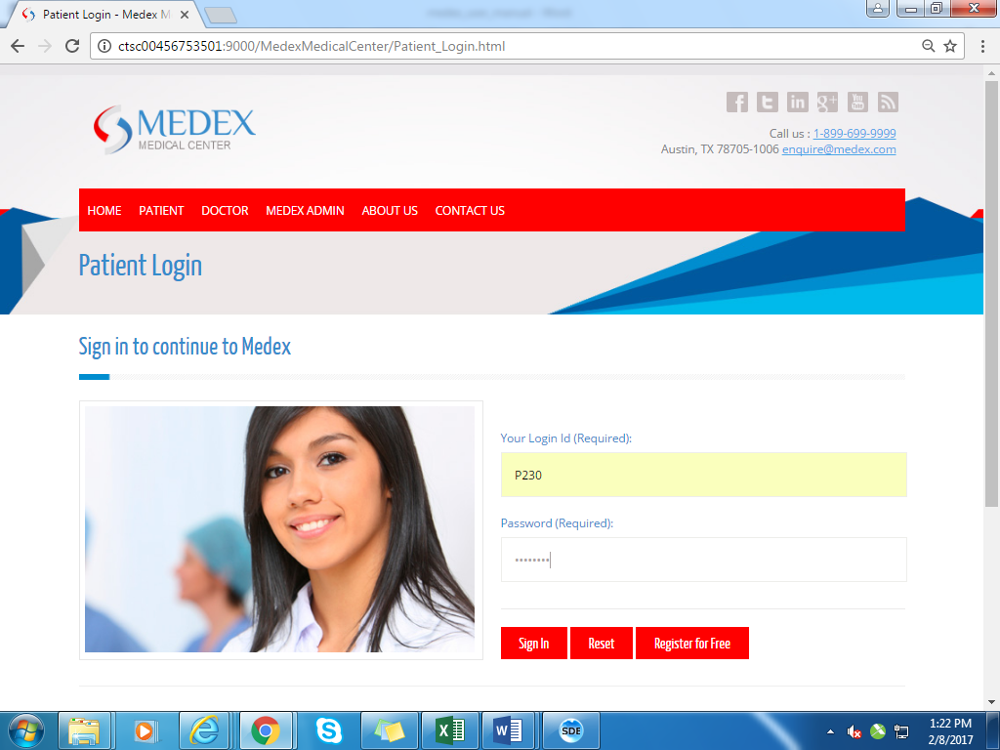 Patient Login - Medex M
ctsc00456753501:9000/MedexMedicalCenter/Patient_Login.html
MEDEX
MEDICAL CENTER
Call us : 1-899-699-9999
Austin, TX 78705-1006 enquire@medex.com
HOME PATIENT DOCTOR MEDEX ADMIN ABOUT US CONTACT US
Patient Login
Sign in to continue to Medex
Your Login Id (Required):
P230
Password (Required):
Sign In Reset Register for Free
SDE
1:22 PM
2/8/2017